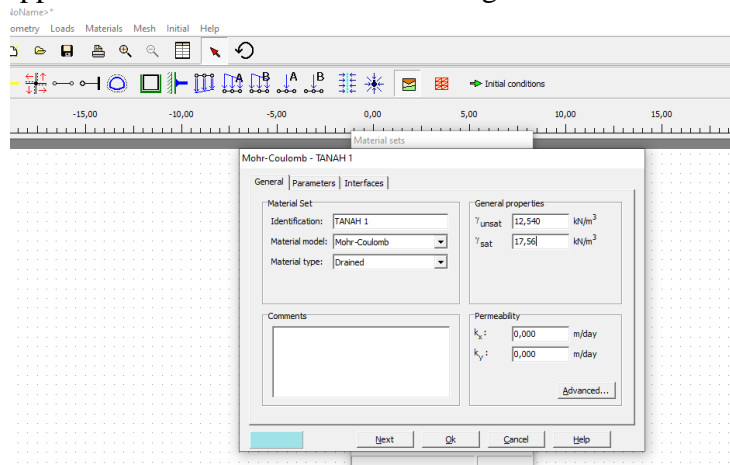 NoName>*
ometry Loads Materials Mesh Initial Help
A B A B Initial conditions
-15,00 -10,00 -5,00 0,00 5,00 10,00 15,00
Material sets
Mohr-Coulomb - TANAH 1
General Parameters Interfaces
Material Set
Identification: TANAH 1
Material model: Mohr-Coulomb
Material type: Drained
General properties
γunsat 12,540 kN/m³
γsat 17,56 kN/m³
Comments
Permeability
kx: 0,000 m/day
ky: 0,000 m/day
Advanced...
Next Ok Cancel Help